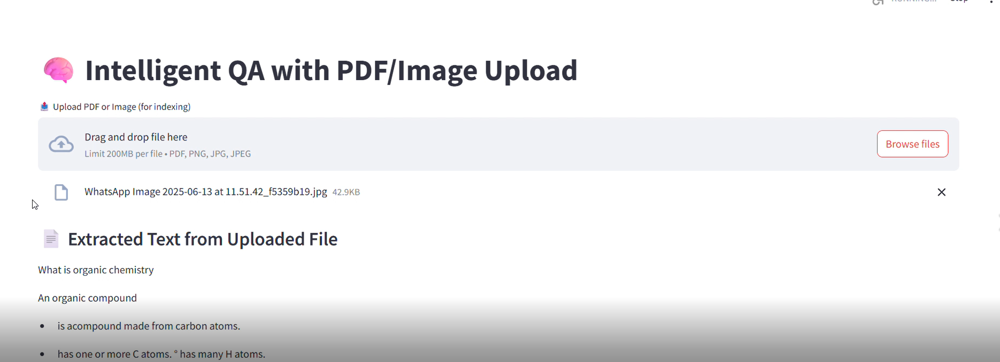 Intelligent QA with PDF/Image Upload
Upload PDF or Image (for indexing)
Drag and drop file here
Limit 200MB per file • PDF, PNG, JPG, JPEG
Browse files
WhatsApp Image 2025-06-13 at 11.51.42_f5359b19.jpg 42.9KB
Extracted Text from Uploaded File
What is organic chemistry
An organic compound
• is acompound made from carbon atoms.
• has one or more C atoms. ° has many H atoms.